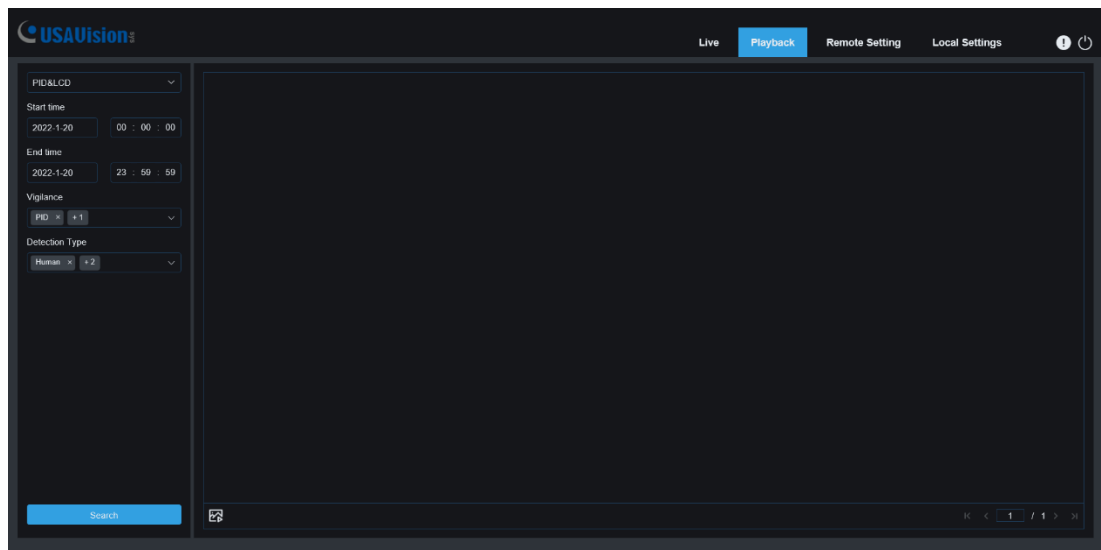 USAVision
Live Playback Remote Setting Local Settings
PID&LCD
Start time
2022-1-20 00 : 00 : 00
End time
2022-1-20 23 : 59 : 59
Vigilance
PID × + 1
Detection Type
Human × + 2
Search
1 / 1